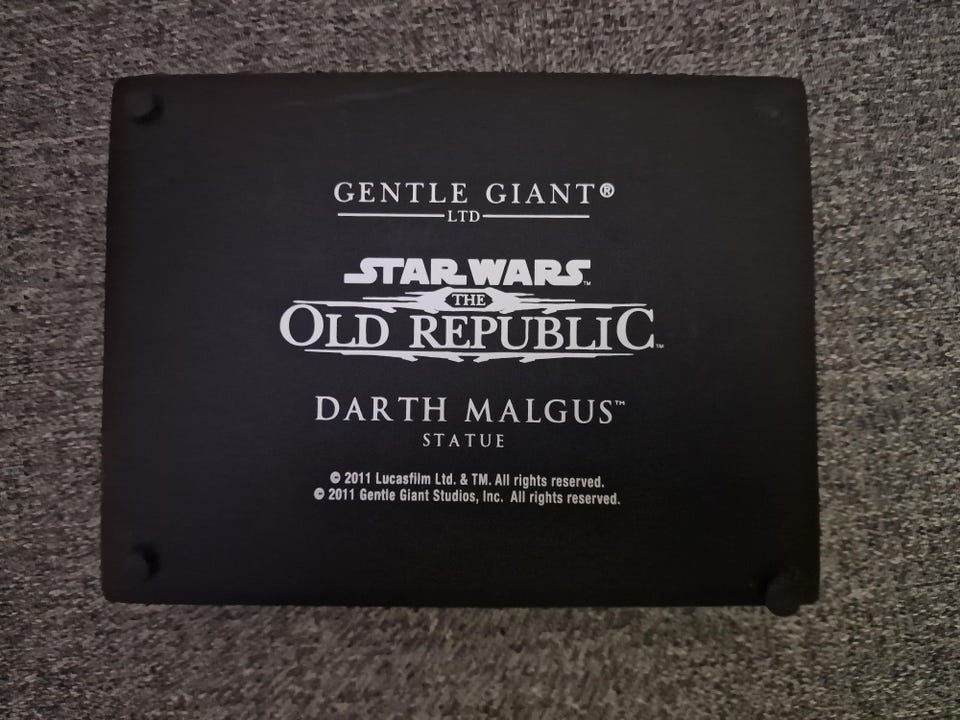 GENTLE GIANT®
LTD
STAR WARS™
THE
OLD REPUBLIC™
DARTH MALGUS™
STATUE
© 2011 Lucasfilm Ltd. & TM. All rights reserved.
© 2011 Gentle Giant Studios, Inc. All rights reserved.